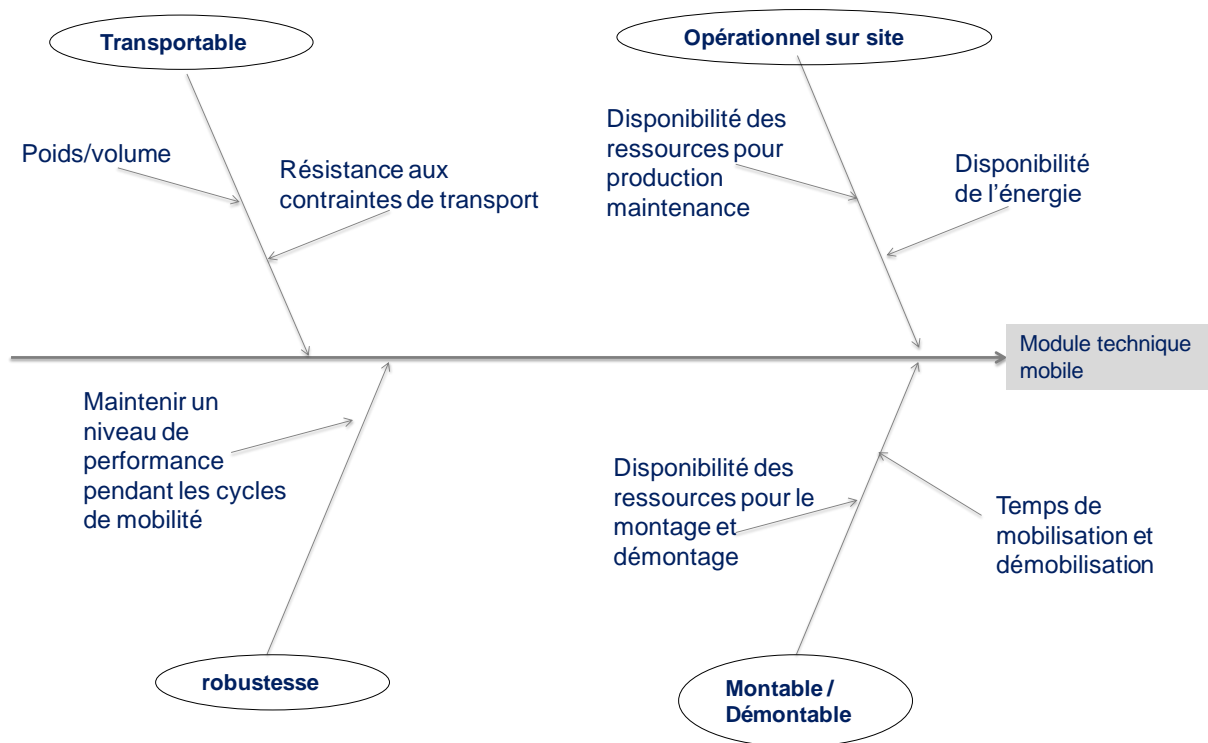 Transportable
Opérationnel sur site
Poids/volume
Résistance aux
contraintes de transport
Disponibilité des
ressources pour
production
maintenance
Disponibilité
de l'énergie
Module technique
mobile
Maintenir un
niveau de
performance
pendant les cycles
de mobilité
Disponibilité des
ressources pour le
montage et
démontage
Temps de
mobilisation et
démobilisation
robustesse
Montable /
Démontable